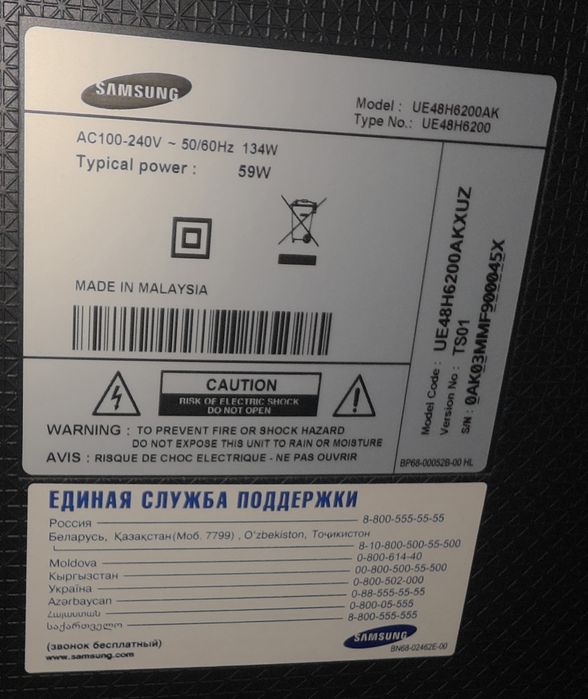 SAMSUNG
Model : UE48H6200AK
Type No.: UE48H6200
AC100-240V ~ 50/60Hz 134W
Typical power : 59W
MADE IN MALAYSIA
Model Code : UE48H6200AKXUZ
Version No : TS01
S/N : 0AK03MMF900045X
CAUTION
RISK OF ELECTRIC SHOCK
DO NOT OPEN
WARNING : TO PREVENT FIRE OR SHOCK HAZARD
DO NOT EXPOSE THIS UNIT TO RAIN OR MOISTURE
AVIS : RISQUE DE CHOC ELECTRIQUE - NE PAS OUVRIR
BP68-00052B-00 HL
ЕДИНАЯ СЛУЖБА ПОДДЕРЖКИ
Россия 8-800-555-55-55
Беларусь, Қазақстан(Моб. 7799) , O'zbekiston, Тоҷикистон
8-10-800-500-55-500
Moldova 0-800-614-40
Кыргызстан 00-800-500-55-500
Україна 0-800-502-000
Azərbaycan 0-88-555-55-55
Հայաստան 0-800-05-555
საქართველო 8-800-555-555
(звонок бесплатный)
www.samsung.com
SAMSUNG
BN68-02462E-00